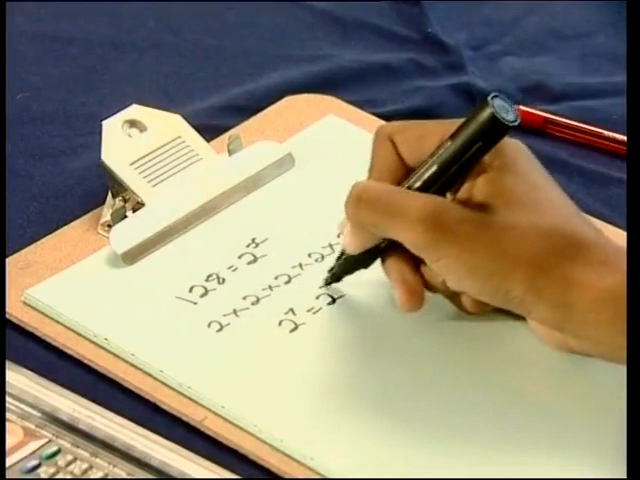 128 = 2ˣ
2×2×2×2×
2⁷ = 2